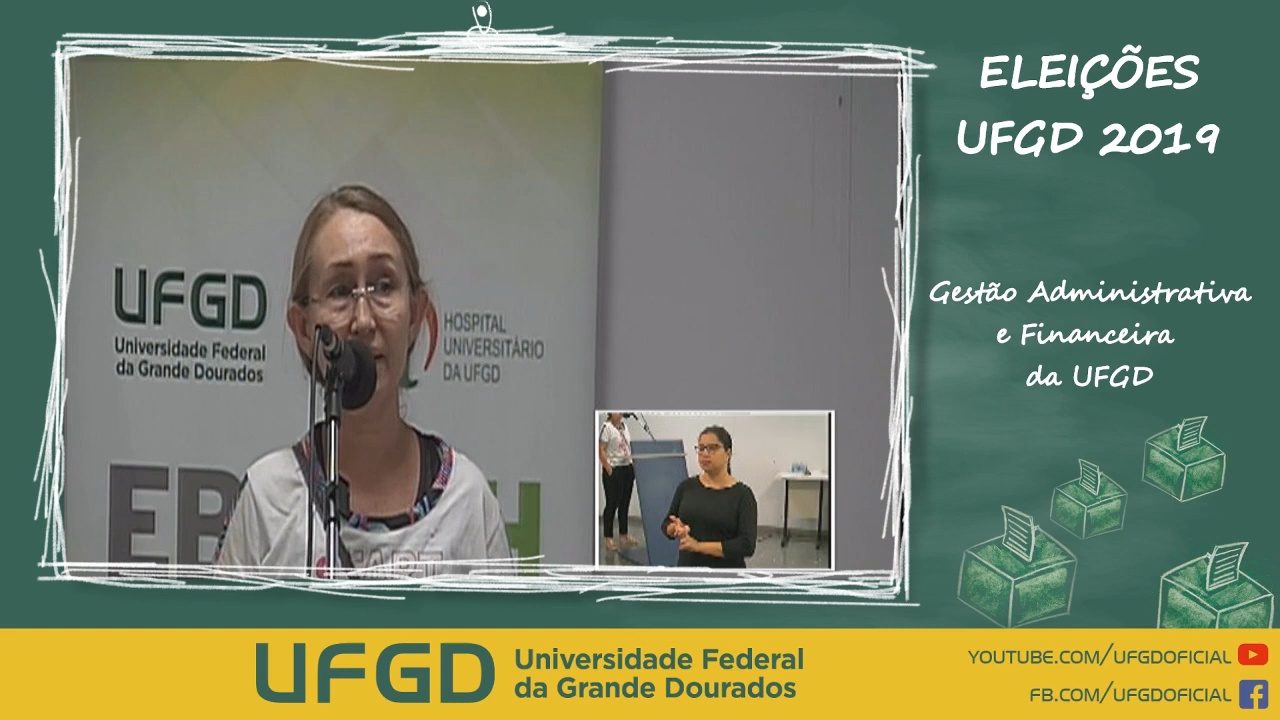 ELEIÇÕES
UFGD 2019
Gestão Administrativa
e Financeira
da UFGD
UFGD
Universidade Federal
da Grande Dourados
HOSPITAL
UNIVERSITÁRIO
DA UFGD
UFGD
Universidade Federal
da Grande Dourados
YOUTUBE.COM/UFGDOFICIAL
FB.COM/UFGDOFICIAL